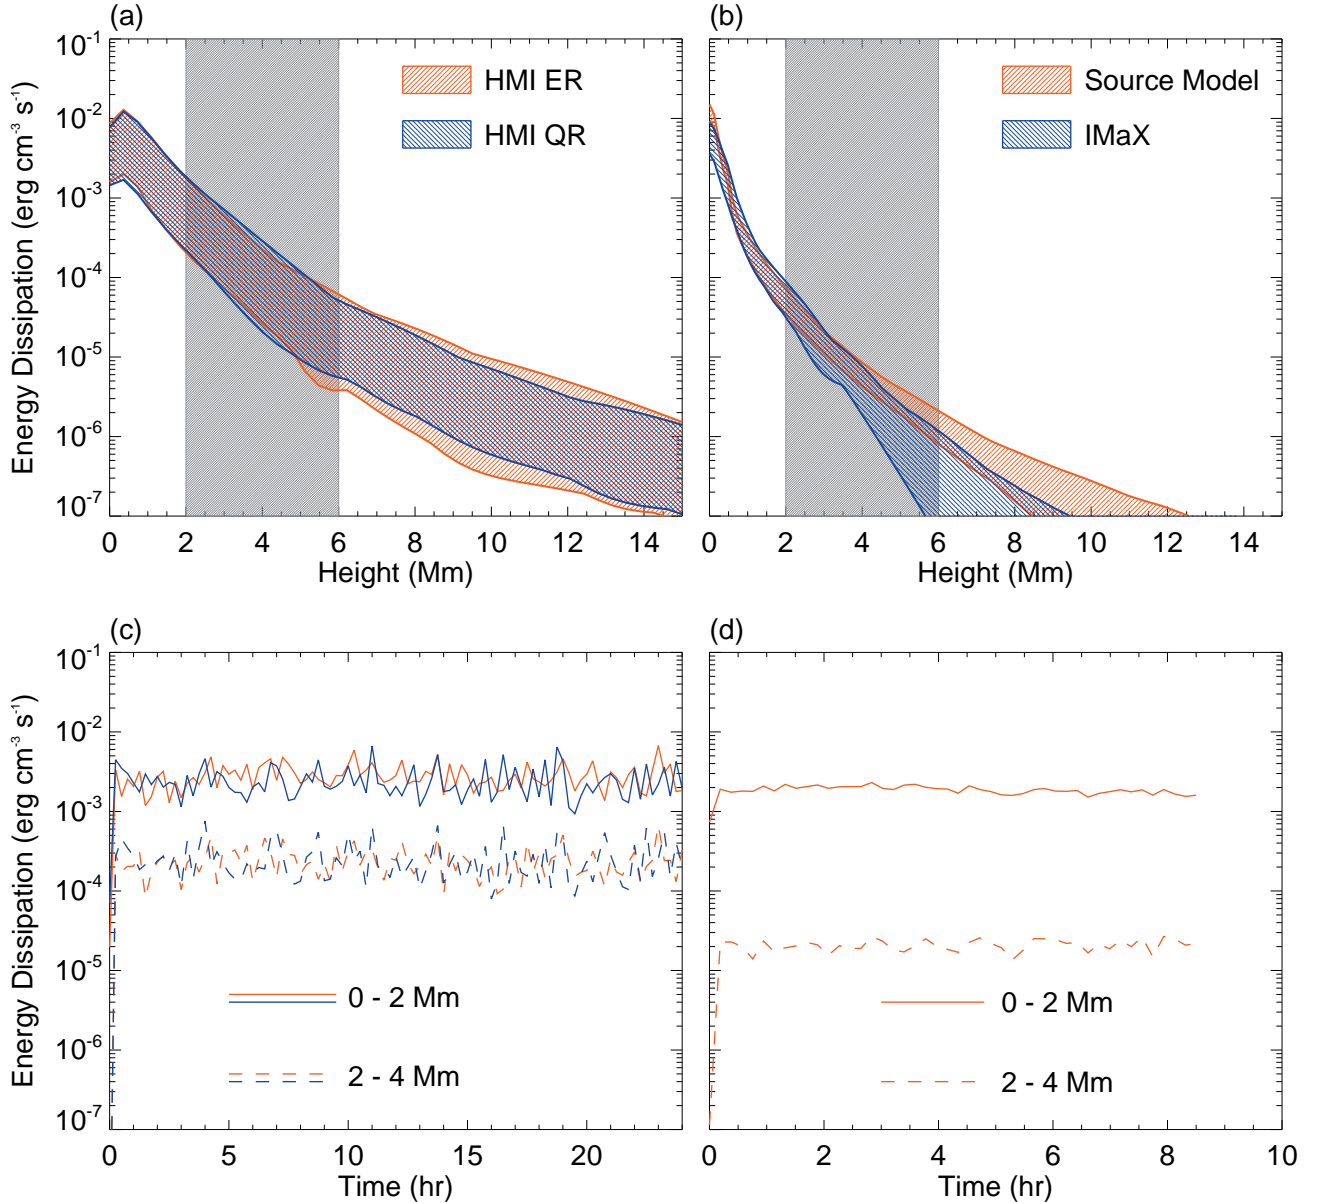 (a)
(b)
Energy Dissipation (erg cm⁻³ s⁻¹)
10⁻¹
10⁻²
10⁻³
10⁻⁴
10⁻⁵
10⁻⁶
10⁻⁷
HMI ER
HMI QR
Source Model
IMaX
0 2 4 6 8 10 12 14
Height (Mm)
0 2 4 6 8 10 12 14
Height (Mm)
(c)
(d)
Energy Dissipation (erg cm⁻³ s⁻¹)
10⁻¹
10⁻²
10⁻³
10⁻⁴
10⁻⁵
10⁻⁶
10⁻⁷
0 - 2 Mm
2 - 4 Mm
0 - 2 Mm
2 - 4 Mm
0 5 10 15 20
Time (hr)
0 2 4 6 8 10
Time (hr)